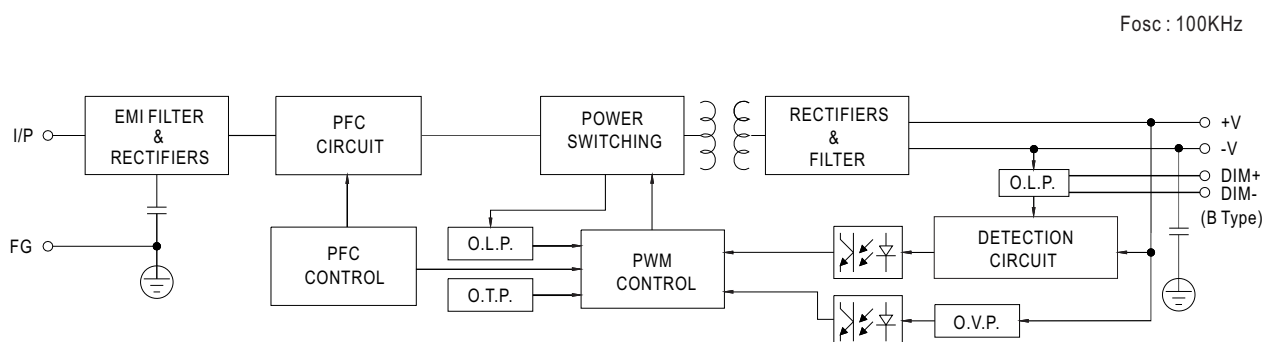 Fosc : 100KHz
I/P
EMI FILTER
&
RECTIFIERS
PFC
CIRCUIT
POWER
SWITCHING
RECTIFIERS
&
FILTER
+V
-V
DIM+
DIM-
(B Type)
O.L.P.
FG
PFC
CONTROL
O.L.P.
O.T.P.
PWM
CONTROL
DETECTION
CIRCUIT
O.V.P.